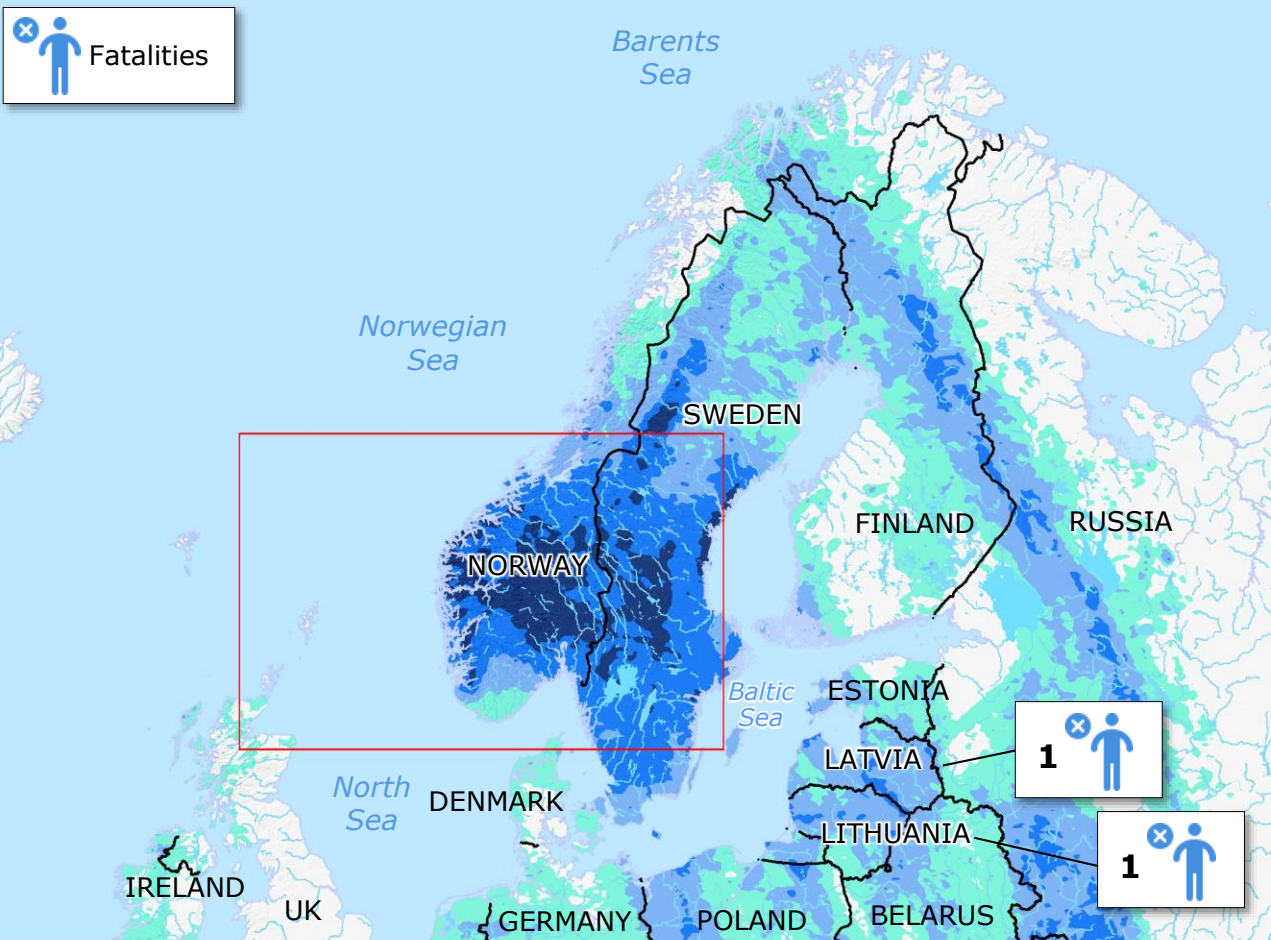 Fatalities
Barents
Sea
Norwegian
Sea
SWEDEN
FINLAND
RUSSIA
NORWAY
Baltic
Sea
ESTONIA
LATVIA
1
North
Sea
DENMARK
LITHUANIA
1
IRELAND
UK
GERMANY
POLAND
BELARUS